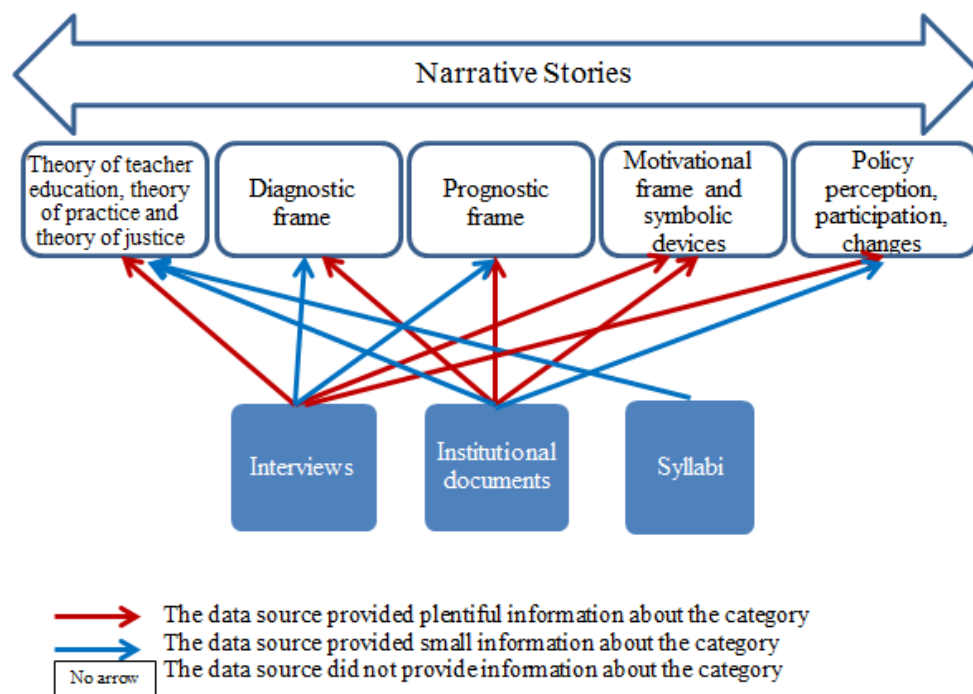 Narrative Stories
Theory of teacher
education, theory
of practice and
theory of justice
Diagnostic
frame
Prognostic
frame
Motivational
frame and
symbolic
devices
Policy
perception,
participation,
changes
Interviews
Institutional
documents
Syllabi
The data source provided plentiful information about the category
The data source provided small information about the category
No arrow The data source did not provide information about the category